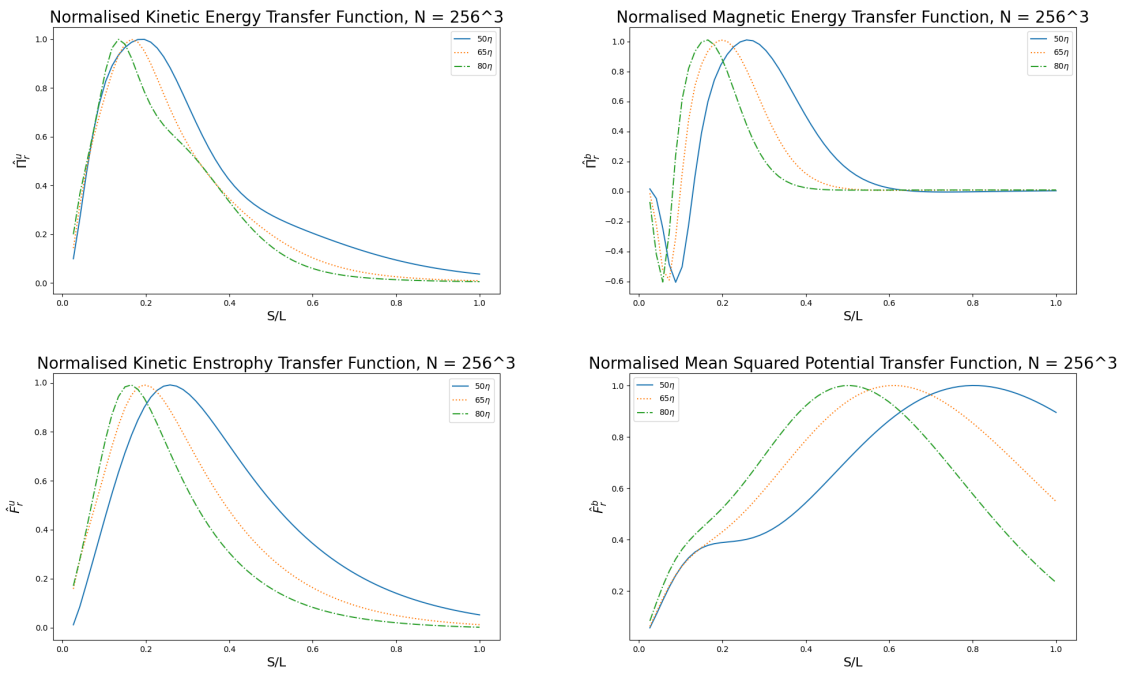 Normalised Kinetic Energy Transfer Function, N = 256^3
1.0
0.8
0.6
0.4
0.2
0.0
Π̂ᵤʳ
50η
65η
80η
0.0 0.2 0.4 0.6 0.8 1.0
S/L
Normalised Magnetic Energy Transfer Function, N = 256^3
1.0
0.8
0.6
0.4
0.2
0.0
−0.2
−0.4
−0.6
Π̂ᵣᵇ
50η
65η
80η
0.0 0.2 0.4 0.6 0.8 1.0
S/L
Normalised Kinetic Enstrophy Transfer Function, N = 256^3
1.0
0.8
0.6
0.4
0.2
0.0
F̂ᵣᵘ
50η
65η
80η
0.0 0.2 0.4 0.6 0.8 1.0
S/L
Normalised Mean Squared Potential Transfer Function, N = 256^3
1.0
0.8
0.6
0.4
0.2
F̂ᵣᵇ
50η
65η
80η
0.0 0.2 0.4 0.6 0.8 1.0
S/L